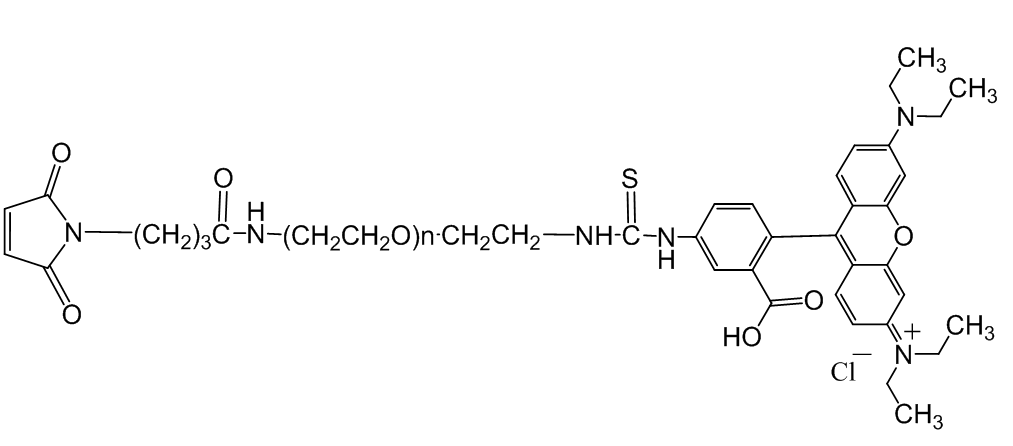 CH3
CH3
N
O
O
S
N
(CH2)3C
H
N
(CH2CH2O)n·CH2CH2
NH
C
N
H
O
O
O
HO
Cl−
N+
CH3
CH3